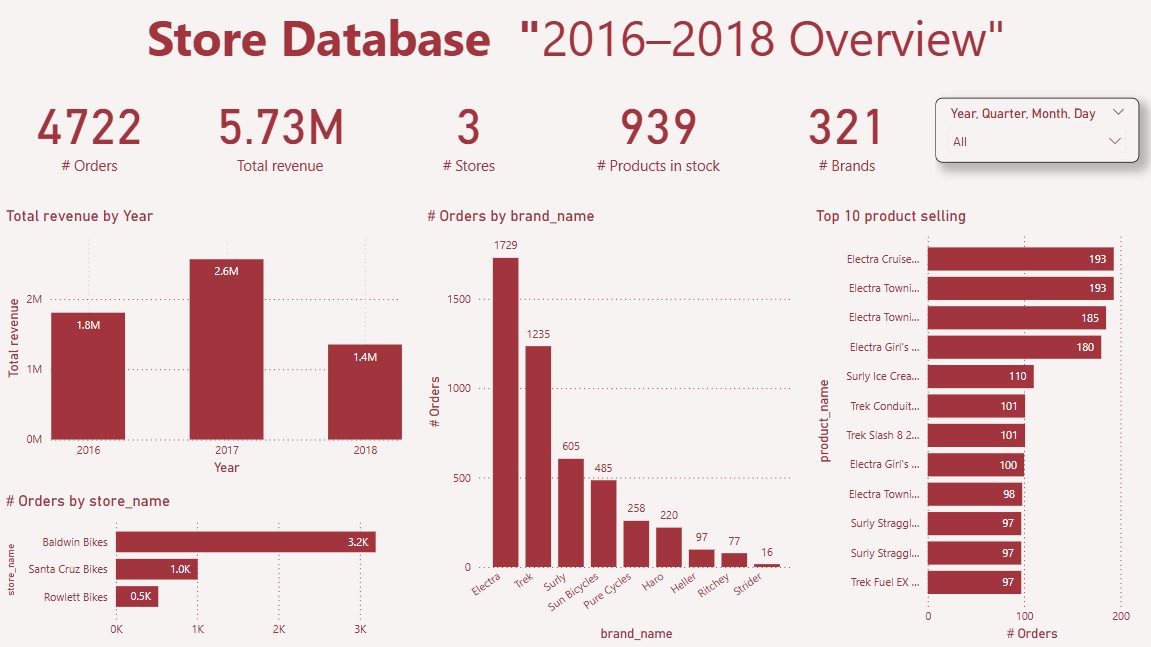 Store Database "2016–2018 Overview"
4722
# Orders
5.73M
Total revenue
3
# Stores
939
# Products in stock
321
# Brands
Year, Quarter, Month, Day
All
Total revenue by Year
Total revenue
2M
1M
0M
1.8M
2.6M
1.4M
2016
2017
2018
Year
# Orders by store_name
store_name
Baldwin Bikes
3.2K
Santa Cruz Bikes
1.0K
Rowlett Bikes
0.5K
0K
1K
2K
3K
# Orders by brand_name
# Orders
1500
1000
500
0
1729
1235
605
485
258
220
97
77
16
Electra
Trek
Surly
Sun Bicycles
Pure Cycles
Haro
Heller
Ritchey
Strider
brand_name
Top 10 product selling
product_name
Electra Cruise...
193
Electra Towni...
193
Electra Towni...
185
Electra Girl's ...
180
Surly Ice Crea...
110
Trek Conduit...
101
Trek Slash 8 2...
101
Electra Girl's ...
100
Electra Towni...
98
Surly Straggl...
97
Surly Straggl...
97
Trek Fuel EX ...
97
0
100
200
# Orders